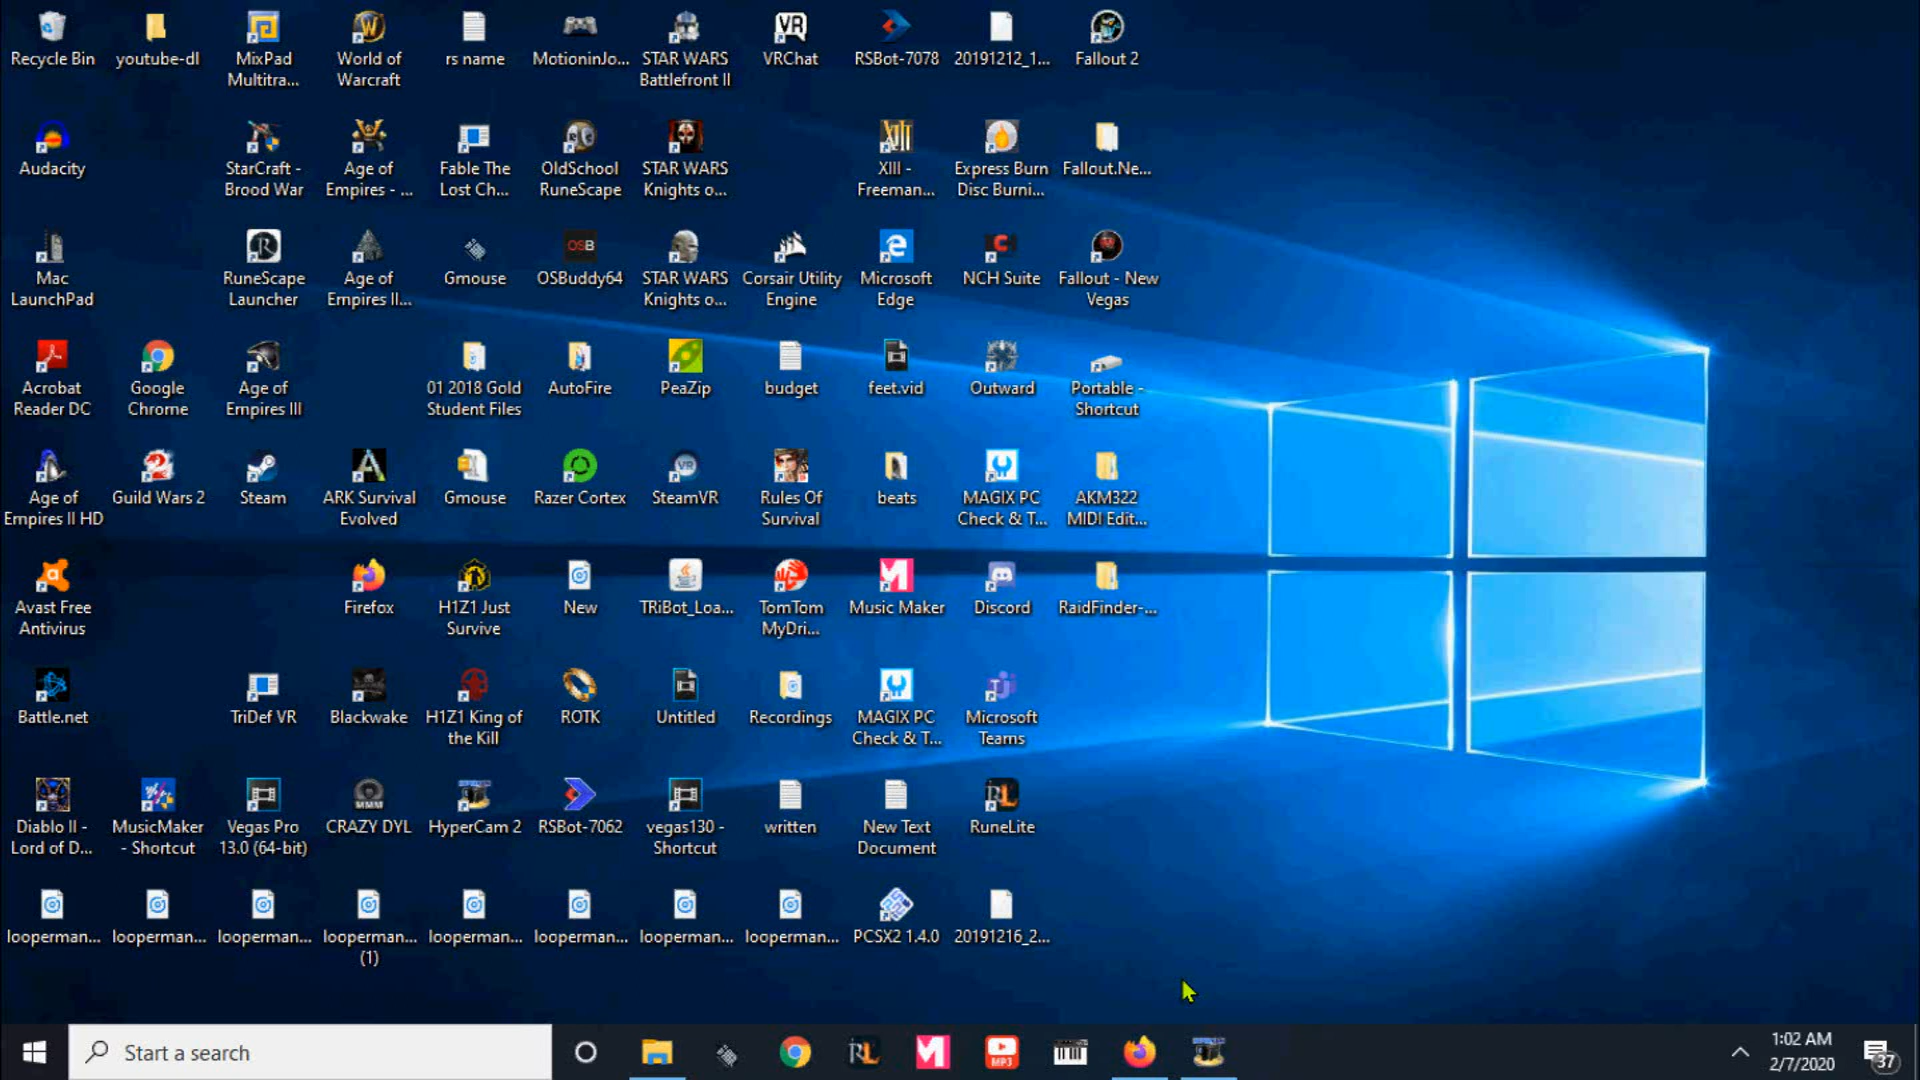 Recycle Bin
youtube-dl
MixPad
Multitra...
World of
Warcraft
rs name
MotioninJo...
STAR WARS
Battlefront II
VR
VRChat
RSBot-7078
20191212_1...
Fallout 2
Audacity
StarCraft -
Brood War
Age of
Empires - ...
Fable The
Lost Ch...
OldSchool
RuneScape
STAR WARS
Knights o...
XIII
XIII -
Freeman...
Express Burn
Disc Burni...
Fallout.Ne...
Mac
LaunchPad
RuneScape
Launcher
Age of
Empires II...
Gmouse
OSB
OSBuddy64
STAR WARS
Knights o...
Corsair Utility
Engine
Microsoft
Edge
NCH Suite
Fallout - New
Vegas
Acrobat
Reader DC
Google
Chrome
Age of
Empires III
01 2018 Gold
Student Files
AutoFire
PeaZip
budget
feet.vid
Outward
Portable -
Shortcut
Age of
Empires II HD
Guild Wars 2
Steam
ARK Survival
Evolved
Gmouse
Razer Cortex
VR
SteamVR
Rules Of
Survival
beats
MAGIX PC
Check & T...
AKM322
MIDI Edit...
Avast Free
Antivirus
Firefox
H1Z1 Just
Survive
New
TRiBot_Loa...
TomTom
MyDri...
Music Maker
Discord
RaidFinder-...
Battle.net
TriDef VR
Blackwake
H1Z1 King of
the Kill
ROTK
Untitled
Recordings
MAGIX PC
Check & T...
Microsoft
Teams
Diablo II -
Lord of D...
MusicMaker
- Shortcut
Vegas Pro
13.0 (64-bit)
MMM
CRAZY DYL
HyperCam 2
RSBot-7062
vegas130 -
Shortcut
written
New Text
Document
RL
RuneLite
looperman...
looperman...
looperman...
looperman...
(1)
looperman...
looperman...
looperman...
looperman...
PCSX2 1.4.0
20191216_2...
Start a search
RL
MP3
1:02 AM
2/7/2020
37